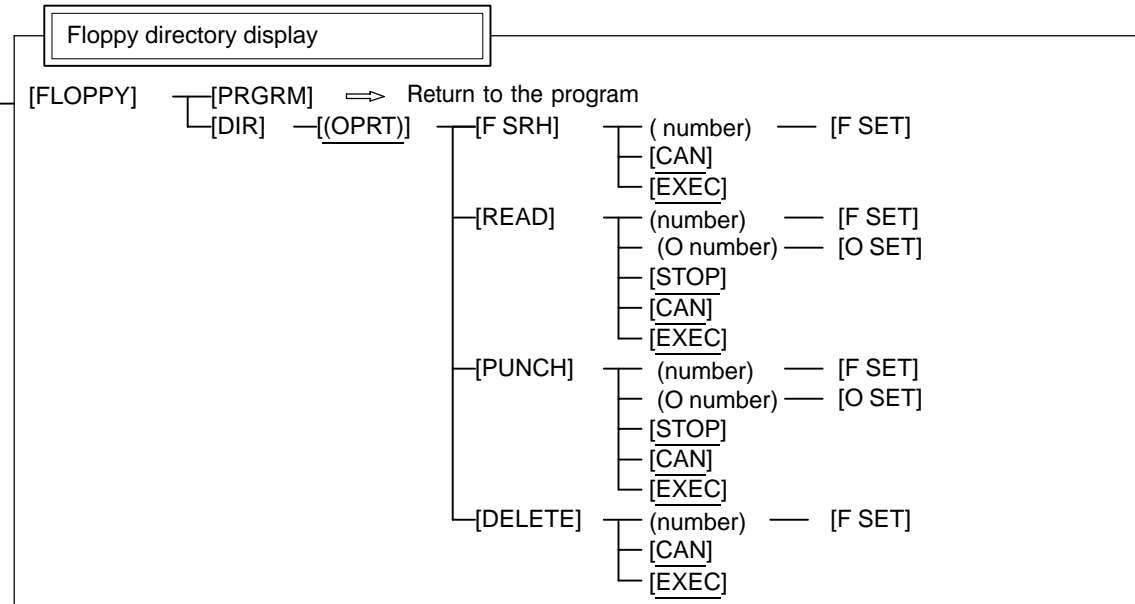 Floppy directory display
[FLOPPY] [PRGRM] Return to the program
[DIR] [(OPRT)] [F SRH] ( number) [F SET]
[CAN]
[EXEC]
[READ] (number) [F SET]
(O number) [O SET]
[STOP]
[CAN]
[EXEC]
[PUNCH] (number) [F SET]
(O number) [O SET]
[STOP]
[CAN]
[EXEC]
[DELETE] (number) [F SET]
[CAN]
[EXEC]